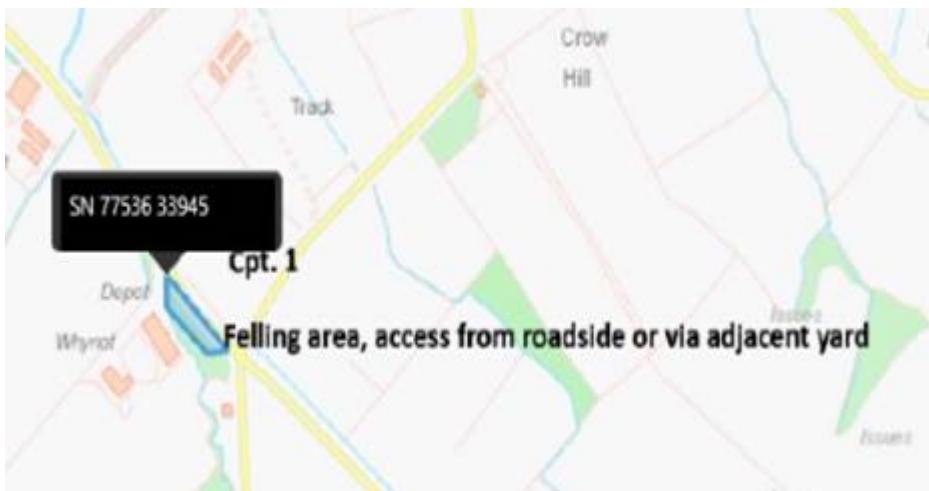 Crow
Hill
Track
SN 77536 33945
Cpt. 1
Depot
Issues
Felling area, access from roadside or via adjacent yard
Whynot
Issues